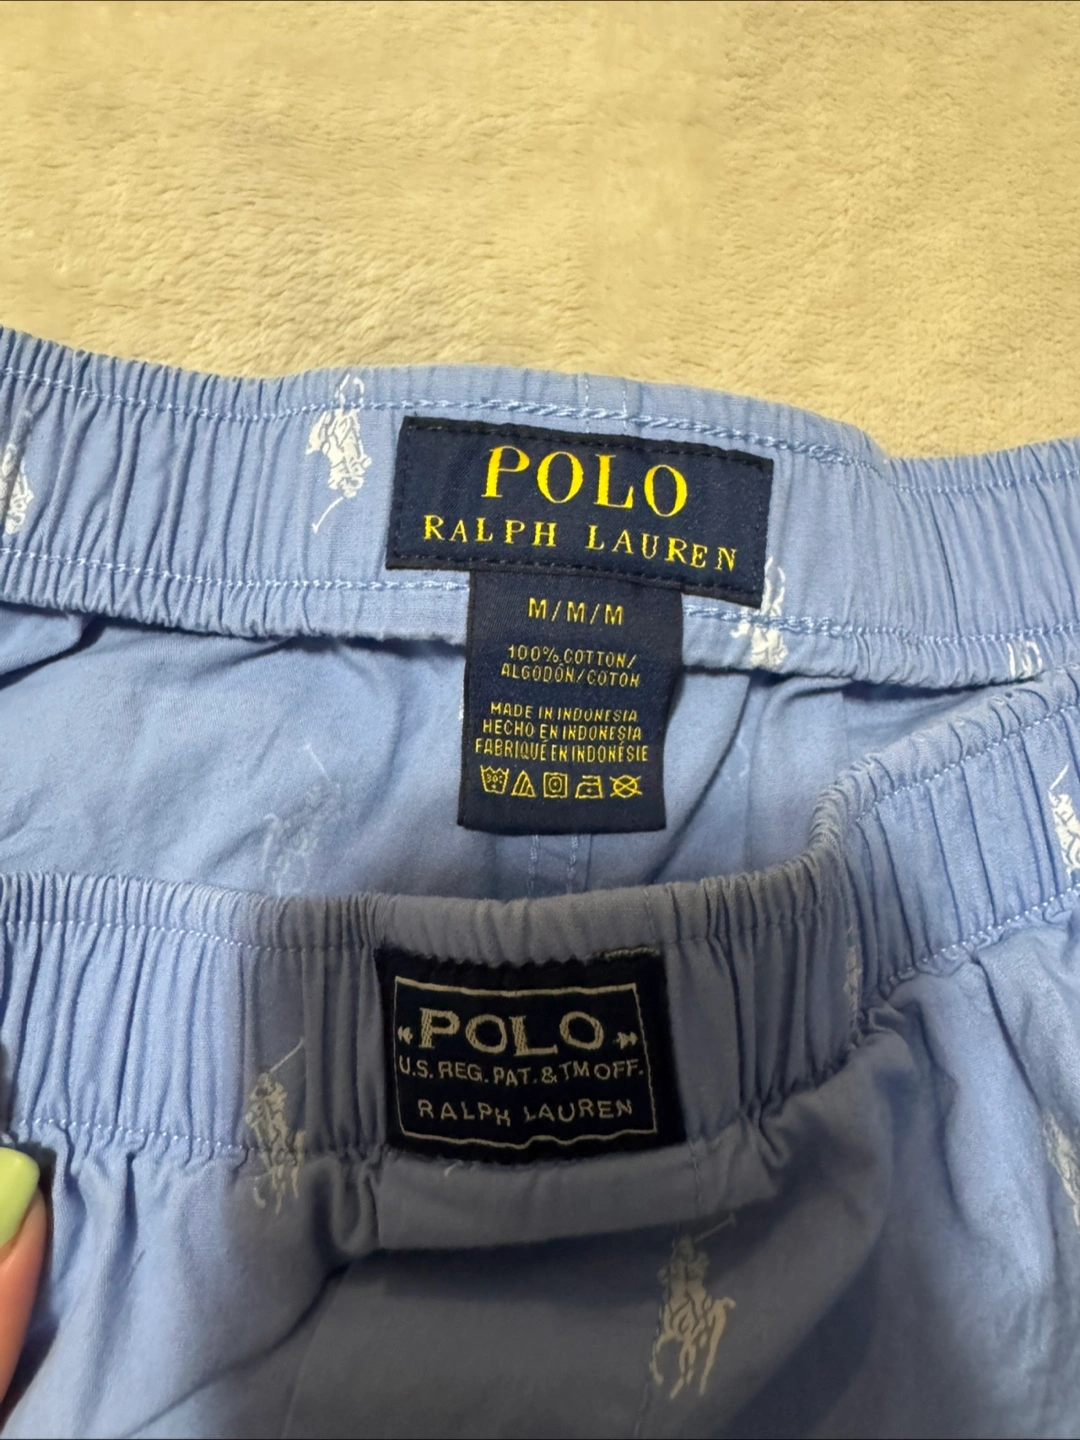 POLO
RALPH LAUREN
M/M/M
100% COTTON/
ALGODÓN/COTON
MADE IN INDONESIA
HECHO EN INDONESIA
FABRIQUÉ EN INDONÉSIE
POLO
U.S. REG. PAT. & TM OFF.
RALPH LAUREN